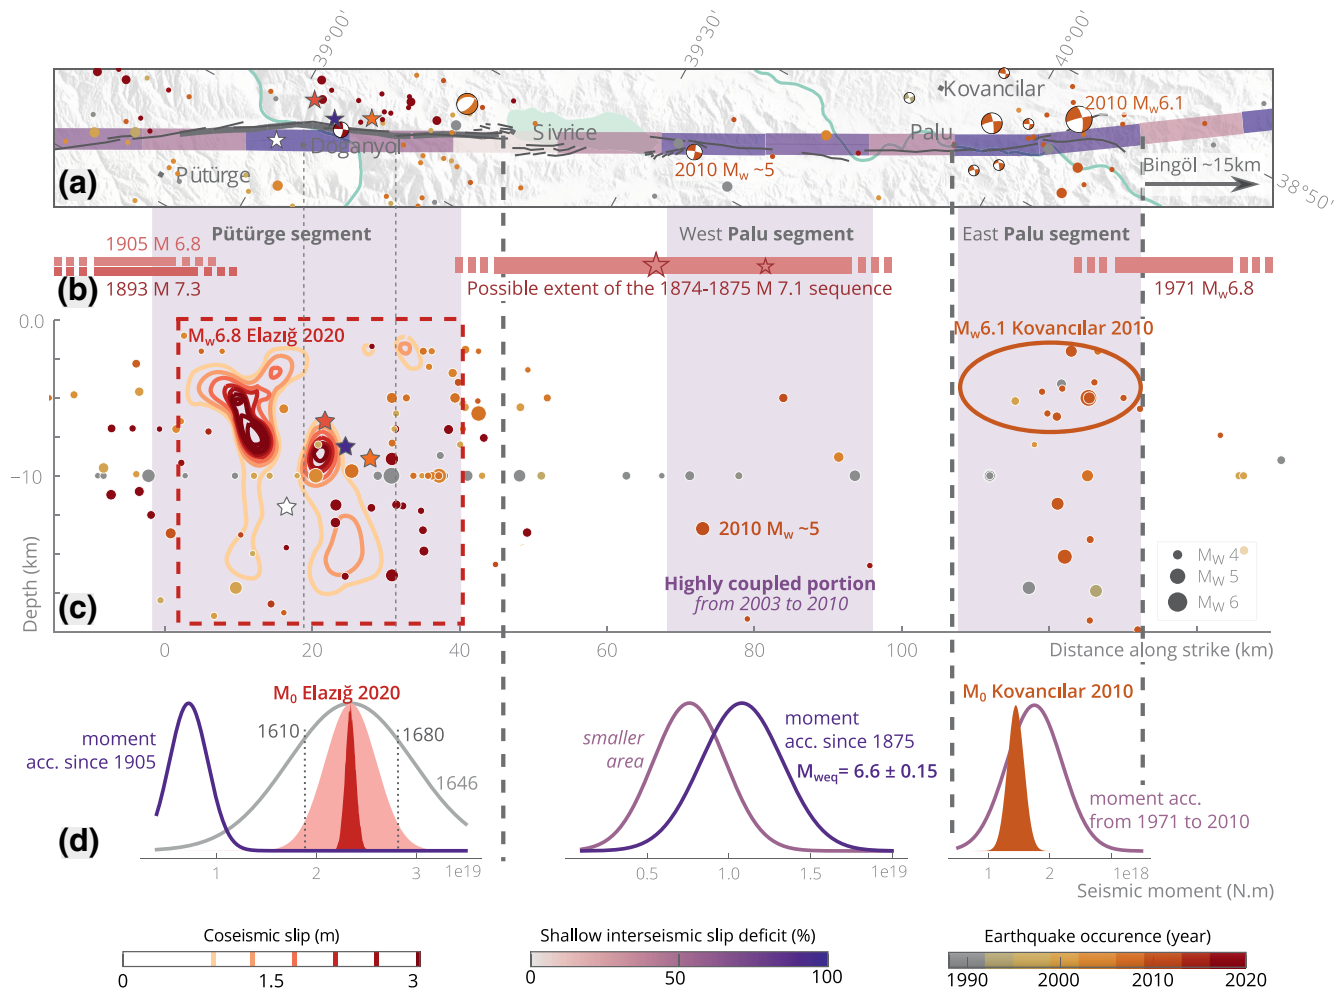 39°00'
39°30'
40°00'
Kovancılar
2010 Mw6.1
Sivrice
Palu
Doğanyol
Pütürge
2010 Mw ~5
Bingöl ~15km
38°50'
(a)
Pütürge segment
West Palu segment
East Palu segment
1905 M 6.8
1893 M 7.3
(b)
Possible extent of the 1874-1875 M 7.1 sequence
1971 Mw6.8
0.0
Mw6.8 Elazığ 2020
Mw6.1 Kovancılar 2010
−10
2010 Mw ~5
MW 4
MW 5
MW 6
Highly coupled portion
from 2003 to 2010
Depth (km)
(c)
0
20
40
60
80
100
Distance along strike (km)
M0 Elazığ 2020
M0 Kovancılar 2010
1610
1680
1646
moment
acc. since 1905
smaller
area
moment
acc. since 1875
Mweq= 6.6 ± 0.15
moment acc.
from 1971 to 2010
(d)
1
2
3
1e19
0.5
1.0
1.5
1e19
1
2
1e18
Seismic moment (N.m)
Coseismic slip (m)
0
1.5
3
Shallow interseismic slip deficit (%)
0
50
100
Earthquake occurence (year)
1990
2000
2010
2020